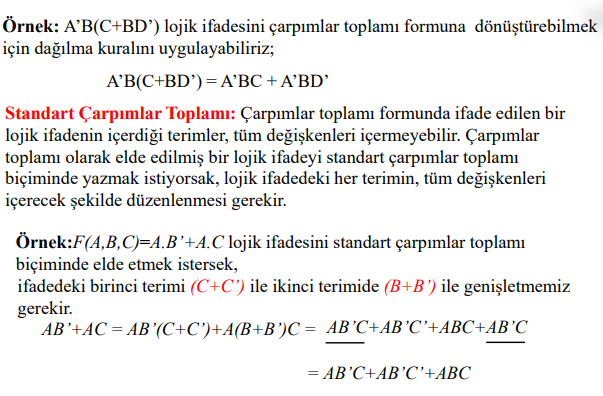 Örnek: A’B(C+BD’) lojik ifadesini çarpımlar toplamı formuna dönüştürebilmek
için dağılma kuralını uygulayabiliriz;
A’B(C+BD’) = A’BC + A’BD’
Standart Çarpımlar Toplamı: Çarpımlar toplamı formunda ifade edilen bir
lojik ifadenin içerdiği terimler, tüm değişkenleri içermeyebilir. Çarpımlar
toplamı olarak elde edilmiş bir lojik ifadeyi standart çarpımlar toplamı
biçiminde yazmak istiyorsak, lojik ifadedeki her terimin, tüm değişkenleri
içerecek şekilde düzenlenmesi gerekir.
Örnek:F(A,B,C)=A.B’+A.C lojik ifadesini standart çarpımlar toplamı
biçiminde elde etmek istersek,
ifadedeki birinci terimi (C+C’) ile ikinci terimide (B+B’) ile genişletmemiz
gerekir.
AB’+AC = AB’(C+C’)+A(B+B’)C = AB’C+AB’C’+ABC+AB’C
= AB’C+AB’C’+ABC